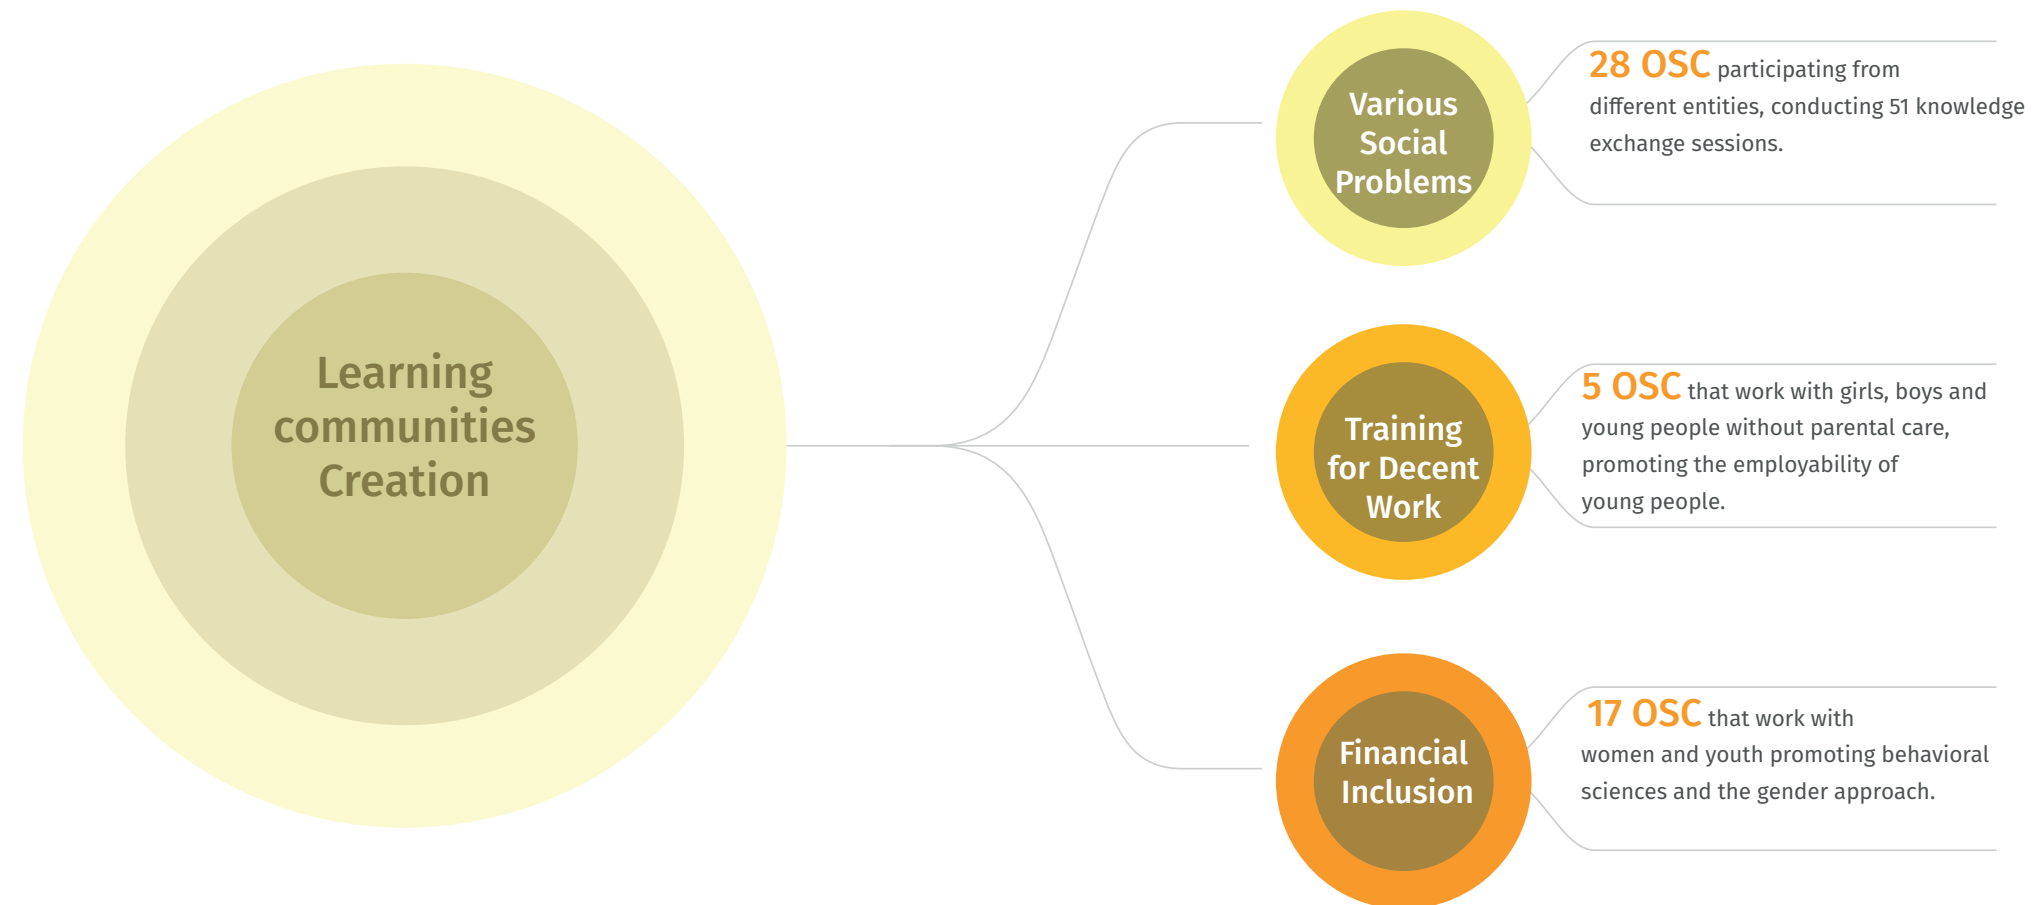 Learning
communities
Creation
Various
Social
Problems
28 OSC participating from
different entities, conducting 51 knowledge
exchange sessions.
Training
for Decent
Work
5 OSC that work with girls, boys and
young people without parental care,
promoting the employability of
young people.
Financial
Inclusion
17 OSC that work with
women and youth promoting behavioral
sciences and the gender approach.